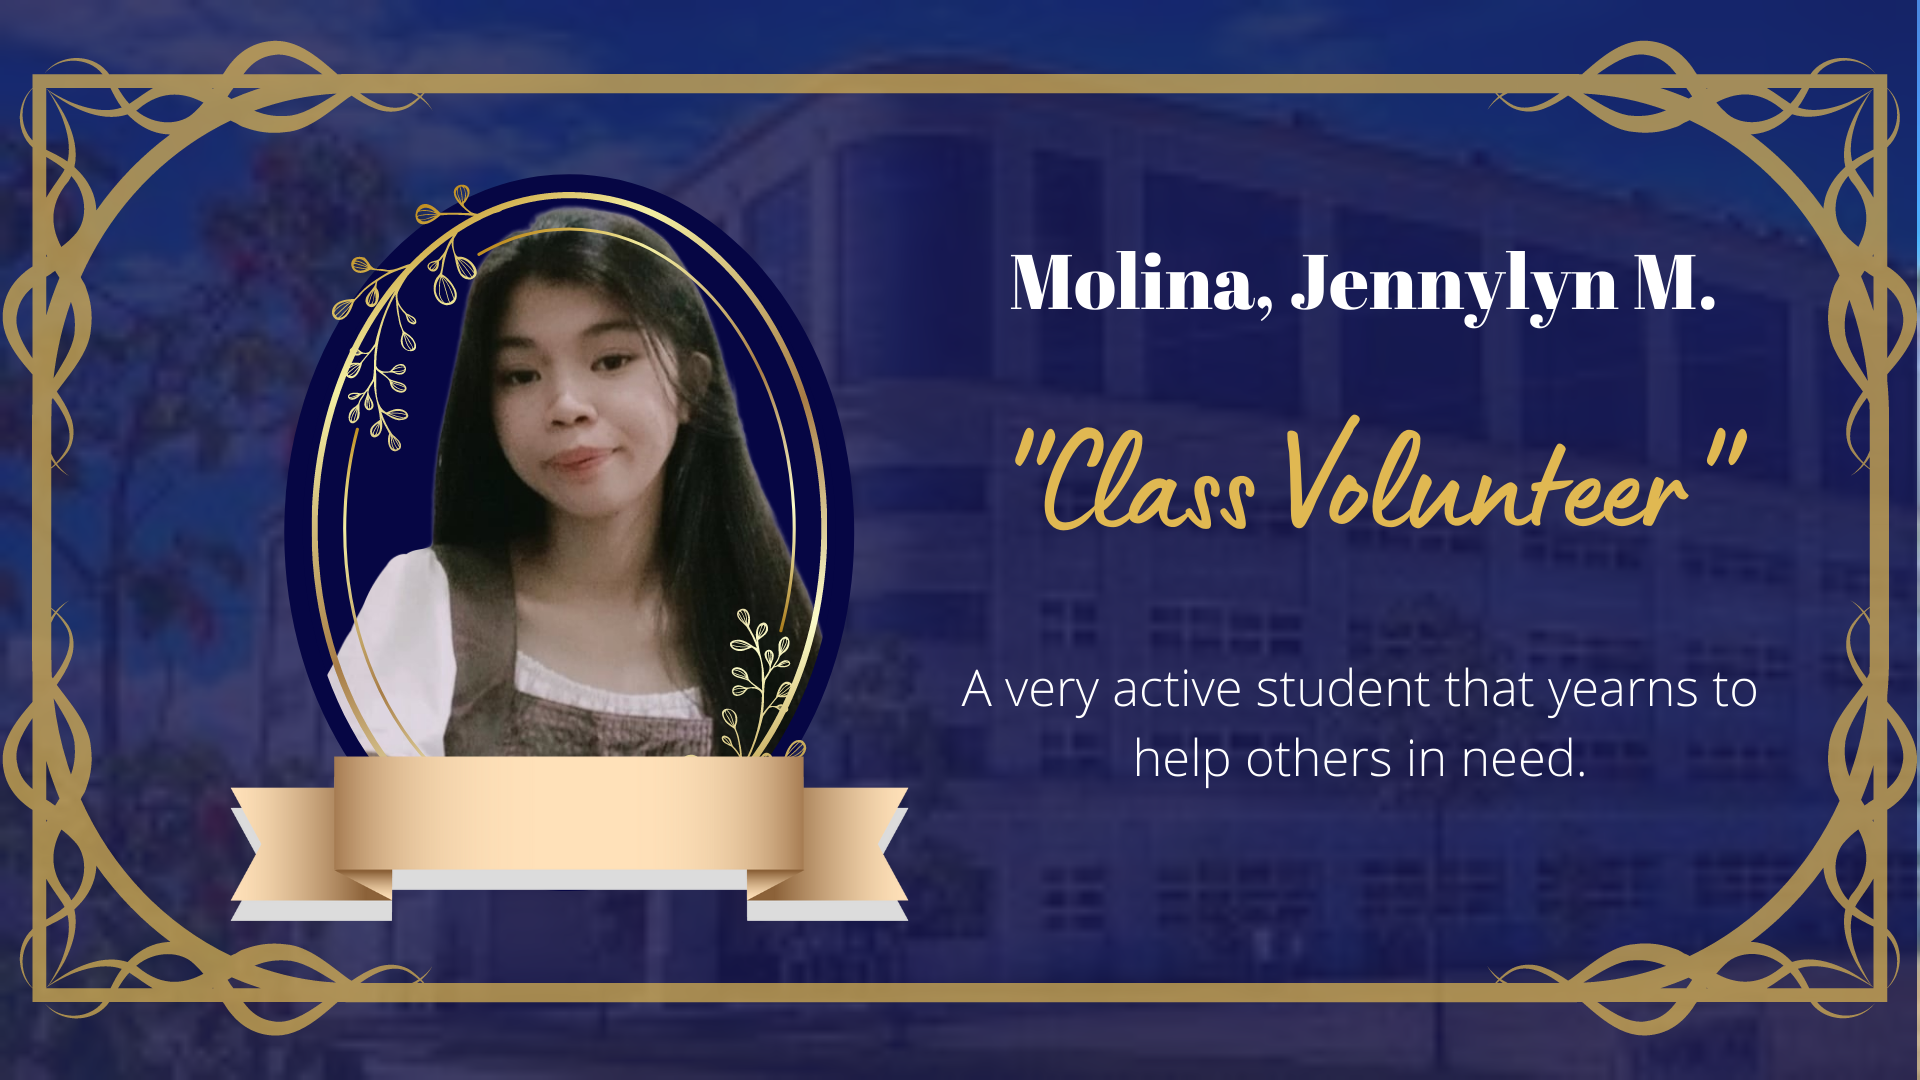 Molina, Jennylyn M.
"Class Volunteer"
A very active student that yearns to
help others in need.